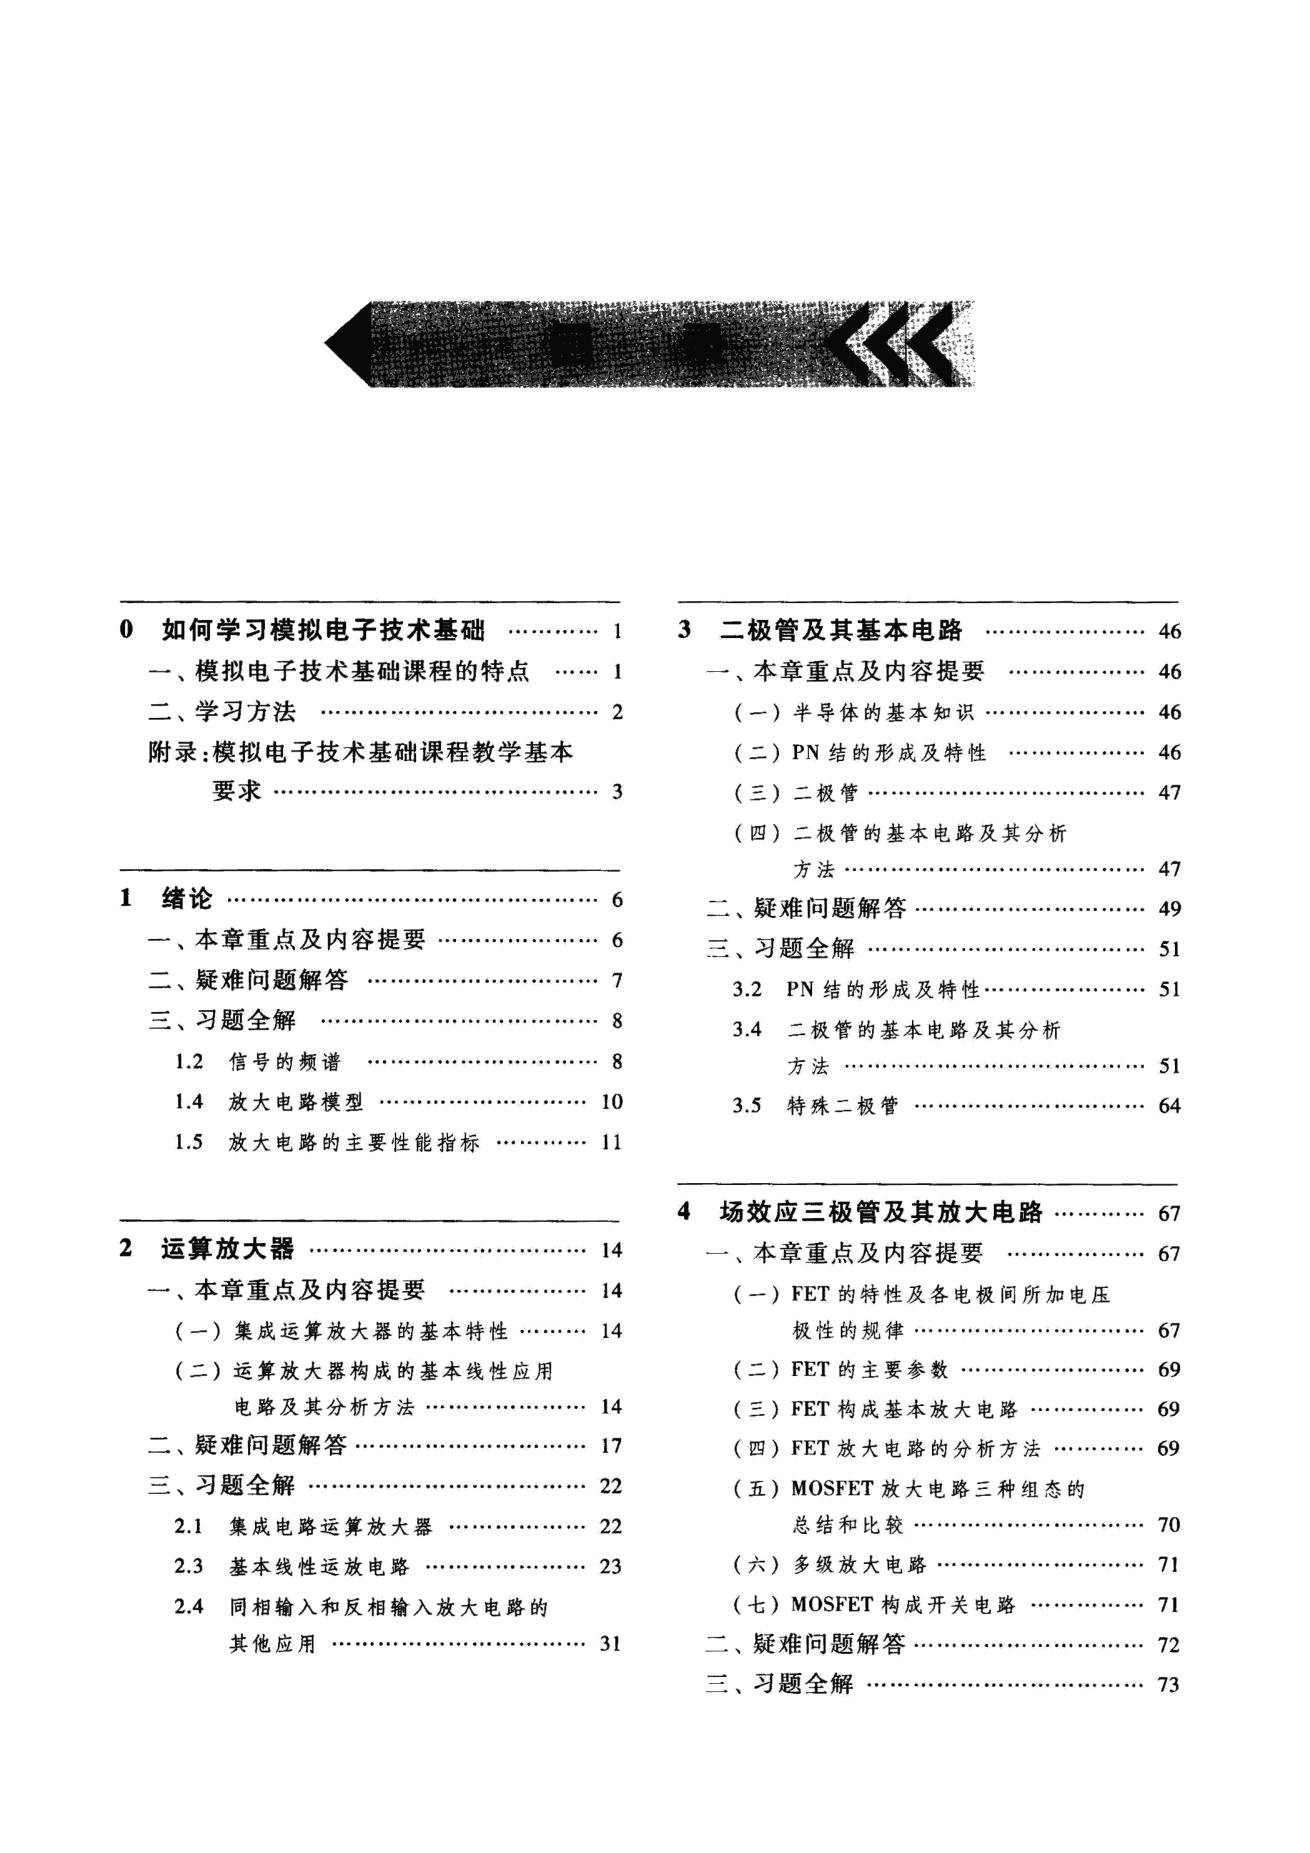 0 如何学习模拟电子技术基础 ………… 1
一、模拟电子技术基础课程的特点 …… 1
二、学习方法 ……………………………… 2
附录:模拟电子技术基础课程教学基本
要求 …………………………………… 3
1 绪论 ………………………………………… 6
一、本章重点及内容提要 ………………… 6
二、疑难问题解答 ………………………… 7
三、习题全解 ……………………………… 8
1.2 信号的频谱 ………………………… 8
1.4 放大电路模型 ……………………… 10
1.5 放大电路的主要性能指标 ………… 11
2 运算放大器 ……………………………… 14
一、本章重点及内容提要 ……………… 14
(一)集成运算放大器的基本特性 ……… 14
(二)运算放大器构成的基本线性应用
电路及其分析方法 ………………… 14
二、疑难问题解答 ………………………… 17
三、习题全解 ……………………………… 22
2.1 集成电路运算放大器 ……………… 22
2.3 基本线性运放电路 ………………… 23
2.4 同相输入和反相输入放大电路的
其他应用 …………………………… 31
3 二极管及其基本电路 ………………… 46
一、本章重点及内容提要 ……………… 46
(一)半导体的基本知识 ………………… 46
(二)PN 结的形成及特性 ……………… 46
(三)二极管 ……………………………… 47
(四)二极管的基本电路及其分析
方法 ………………………………… 47
二、疑难问题解答 ………………………… 49
三、习题全解 ……………………………… 51
3.2 PN 结的形成及特性 ………………… 51
3.4 二极管的基本电路及其分析
方法 ………………………………… 51
3.5 特殊二极管 ………………………… 64
4 场效应三极管及其放大电路 ………… 67
一、本章重点及内容提要 ……………… 67
(一)FET 的特性及各电极间所加电压
极性的规律 ………………………… 67
(二)FET 的主要参数 …………………… 69
(三)FET 构成基本放大电路 …………… 69
(四)FET 放大电路的分析方法 ………… 69
(五)MOSFET 放大电路三种组态的
总结和比较 ………………………… 70
(六)多级放大电路 ……………………… 71
(七)MOSFET 构成开关电路 …………… 71
二、疑难问题解答 ………………………… 72
三、习题全解 ……………………………… 73